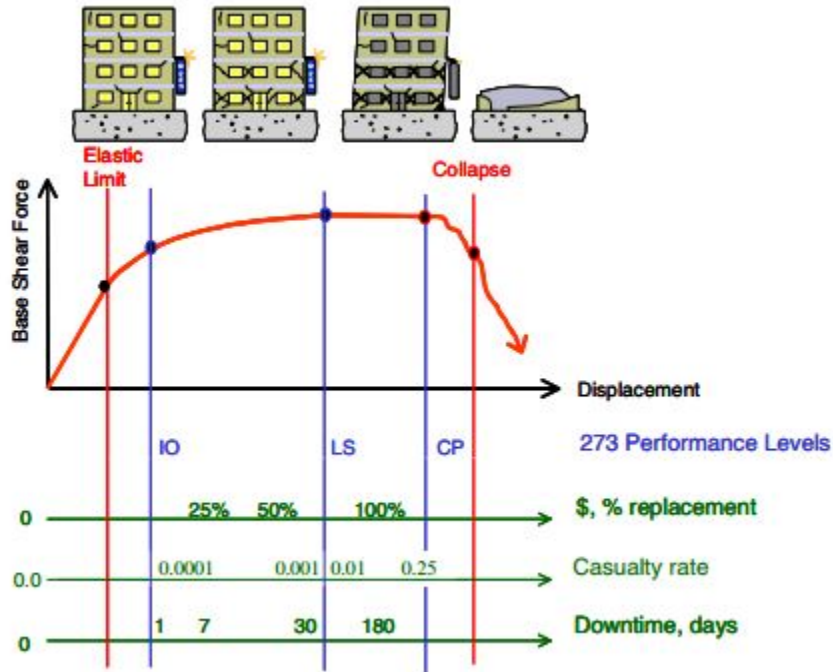 Elastic
Limit
Collapse
Base Shear Force
Displacement
IO LS CP 273 Performance Levels
0 25% 50% 100% $, % replacement
0.0 0.0001 0.001 0.01 0.25 Casualty rate
0 1 7 30 180 Downtime, days